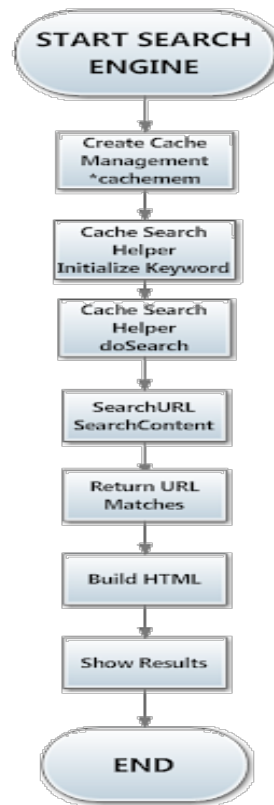 START SEARCH
ENGINE
Create Cache
Management
*cachemem
Cache Search
Helper
Initialize Keyword
Cache Search
Helper
doSearch
SearchURL
SearchContent
Return URL
Matches
Build HTML
Show Results
END